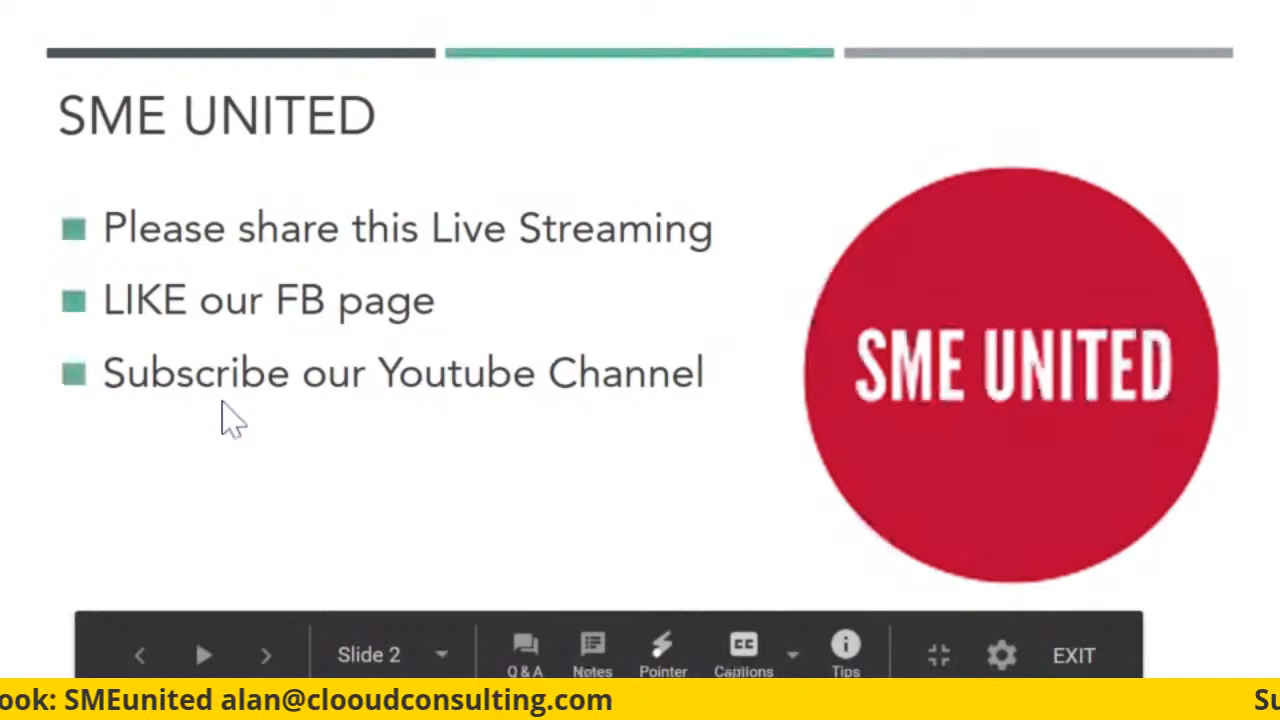 SME UNITED
Please share this Live Streaming
LIKE our FB page
Subscribe our Youtube Channel
SME UNITED
Slide 2
Q & A
Notes
Pointer
CC
Captions
Tips
EXIT
ook: SMEunited alan@clooudconsulting.com
Su